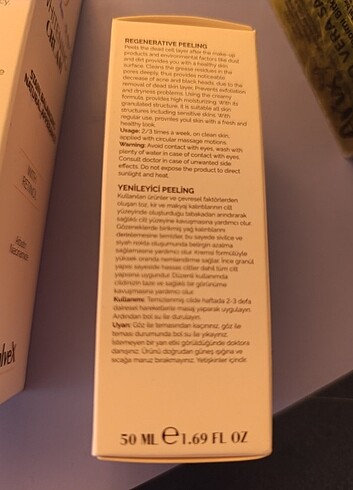 REGENERATIVE PEELING
Peels the dead cell layer after the make up
products and environmental factors like dust
and dirt provides you with a healthy skin
surface. Cleans the grease residues in the
pores deeply, thus provides noticeable
decrease of acne and black heads due to the
removal of dead skin layer. Prevents exfoliation
and dryness problems. Using the creamy
formula, provides high moisturizing. With its
granulated structure, it is suitable all skin
structures including sensitive skins. With
regular use, provides your skin with a fresh and
healthy look.
Usage: 2/3 times a week, on clean skin,
applied with circular massage motions.
Warning: Avoid contact with eyes, wash with
plenty of water in case of contact with eyes.
Consult doctor in case of unwanted side
effects. Do not expose the product to direct
sunlight and heat.
YENİLEYİCİ PEELİNG
Kullanılan ürünler ve çevresel faktörlerden
oluşan toz, kir ve makyaj kalıntılarının cilt
yüzeyinde oluşturduğu tabakadan arındırarak
sağlıklı cilt yüzeyine kavuşmanıza yardımcı olur.
Gözeneklerde birikmiş yağ kalıntılarını
derinlemesine temizler, bu sayede sivilce ve
siyah nokta oluşumunda belirgin azalma
sağlamanıza yardımcı olur. Kremsi formülüyle
yüksek oranda nemlendirme sağlar. İnce granül
yapısı sayesinde hassas ciltler dahil tüm cilt
yapısına uygundur. Düzenli kullanımda
cildinizin taze ve sağlıklı bir görünüme
kavuşmasına yardımcı olur.
Kullanımı: Temizlenmiş cilde haftada 2-3 defa
dairesel hareketlerle masaj yaparak uygulayın.
Ardından bol su ile durulayın.
Uyarı: Göz ile temasından kaçınınız, göz ile
teması durumunda bol su ile yıkayınız.
İstenmeyen bir yan etki görüldüğünde doktora
danışınız. Ürünü doğrudan güneş ışığına ve
sıcağa maruz bırakmayınız. Yetişkinler içindir.
50 ML ℮ 1.69 FL OZ
WITH
RETINOL